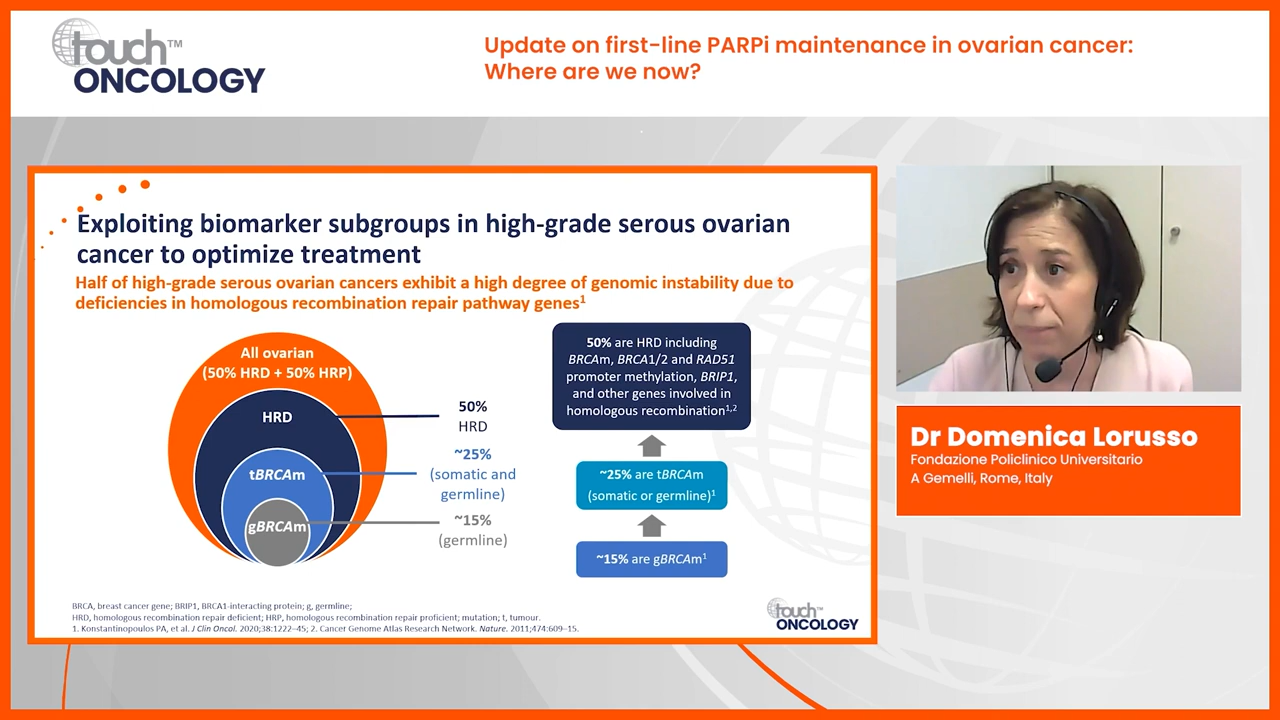 touch™
ONCOLOGY
Update on first-line PARPi maintenance in ovarian cancer:
Where are we now?
Exploiting biomarker subgroups in high-grade serous ovarian
cancer to optimize treatment
Half of high-grade serous ovarian cancers exhibit a high degree of genomic instability due to
deficiencies in homologous recombination repair pathway genes¹
All ovarian
(50% HRD + 50% HRP)
HRD
tBRCAm
gBRCAm
50%
HRD
~25%
(somatic and
germline)
~15%
(germline)
50% are HRD including
BRCAm, BRCA1/2 and RAD51
promoter methylation, BRIP1,
and other genes involved in
homologous recombination¹,²
~25% are tBRCAm
(somatic or germline)¹
~15% are gBRCAm¹
BRCA, breast cancer gene; BRIP1, BRCA1-interacting protein; g, germline;
HRD, homologous recombination repair deficient; HRP, homologous recombination repair proficient; mutation; t, tumour.
1. Konstantinopoulos PA, et al. J Clin Oncol. 2020;38:1222–45; 2. Cancer Genome Atlas Research Network. Nature. 2011;474:609–15.
touch™
ONCOLOGY
Dr Domenica Lorusso
Fondazione Policlinico Universitario
A Gemelli, Rome, Italy